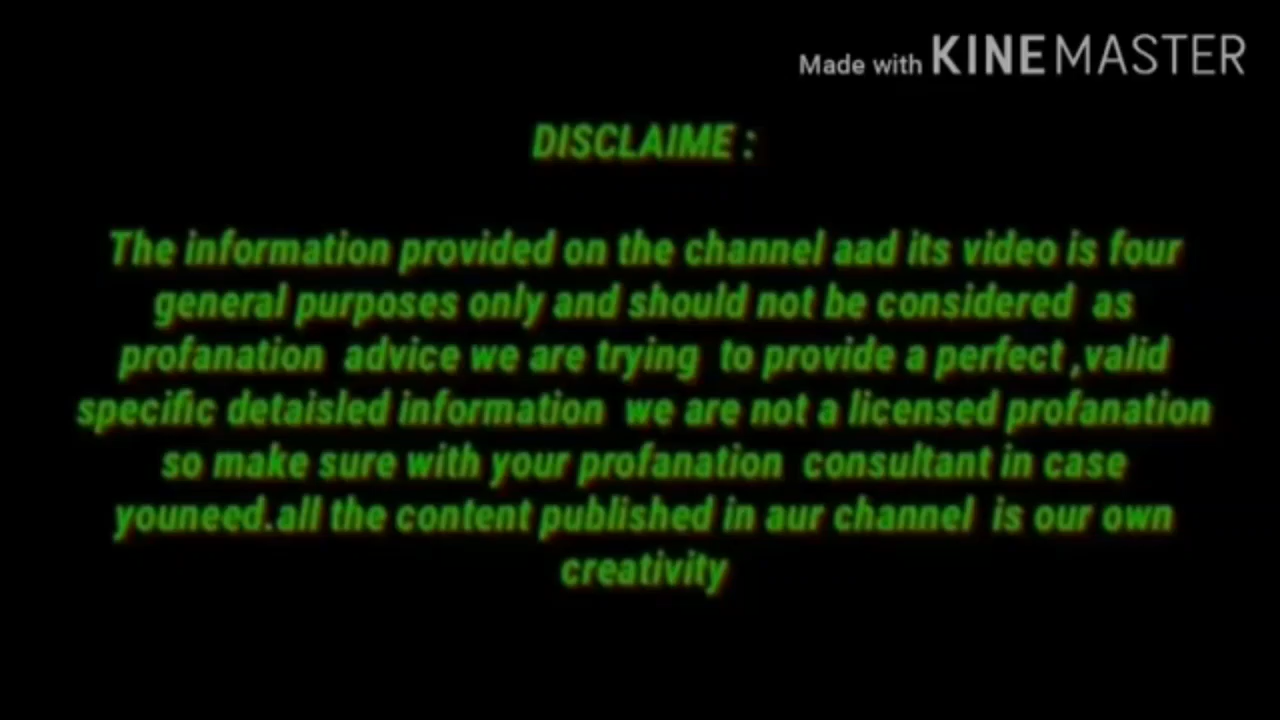 Made with KINEMASTER
DISCLAIME :
The information provided on the channel aad its video is four
general purposes only and should not be considered as
profanation advice we are trying to provide a perfect ,valid
specific detaisled information we are not a licensed profanation
so make sure with your profanation consultant in case
youneed.all the content published in aur channel is our own
creativity